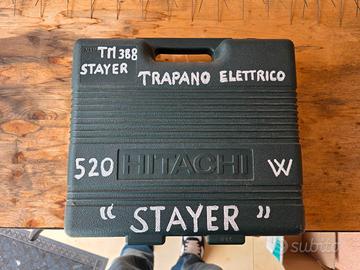 TM 388
STAYER
TRAPANO ELETTRICO
520 HITACHI W
"STAYER"
subito